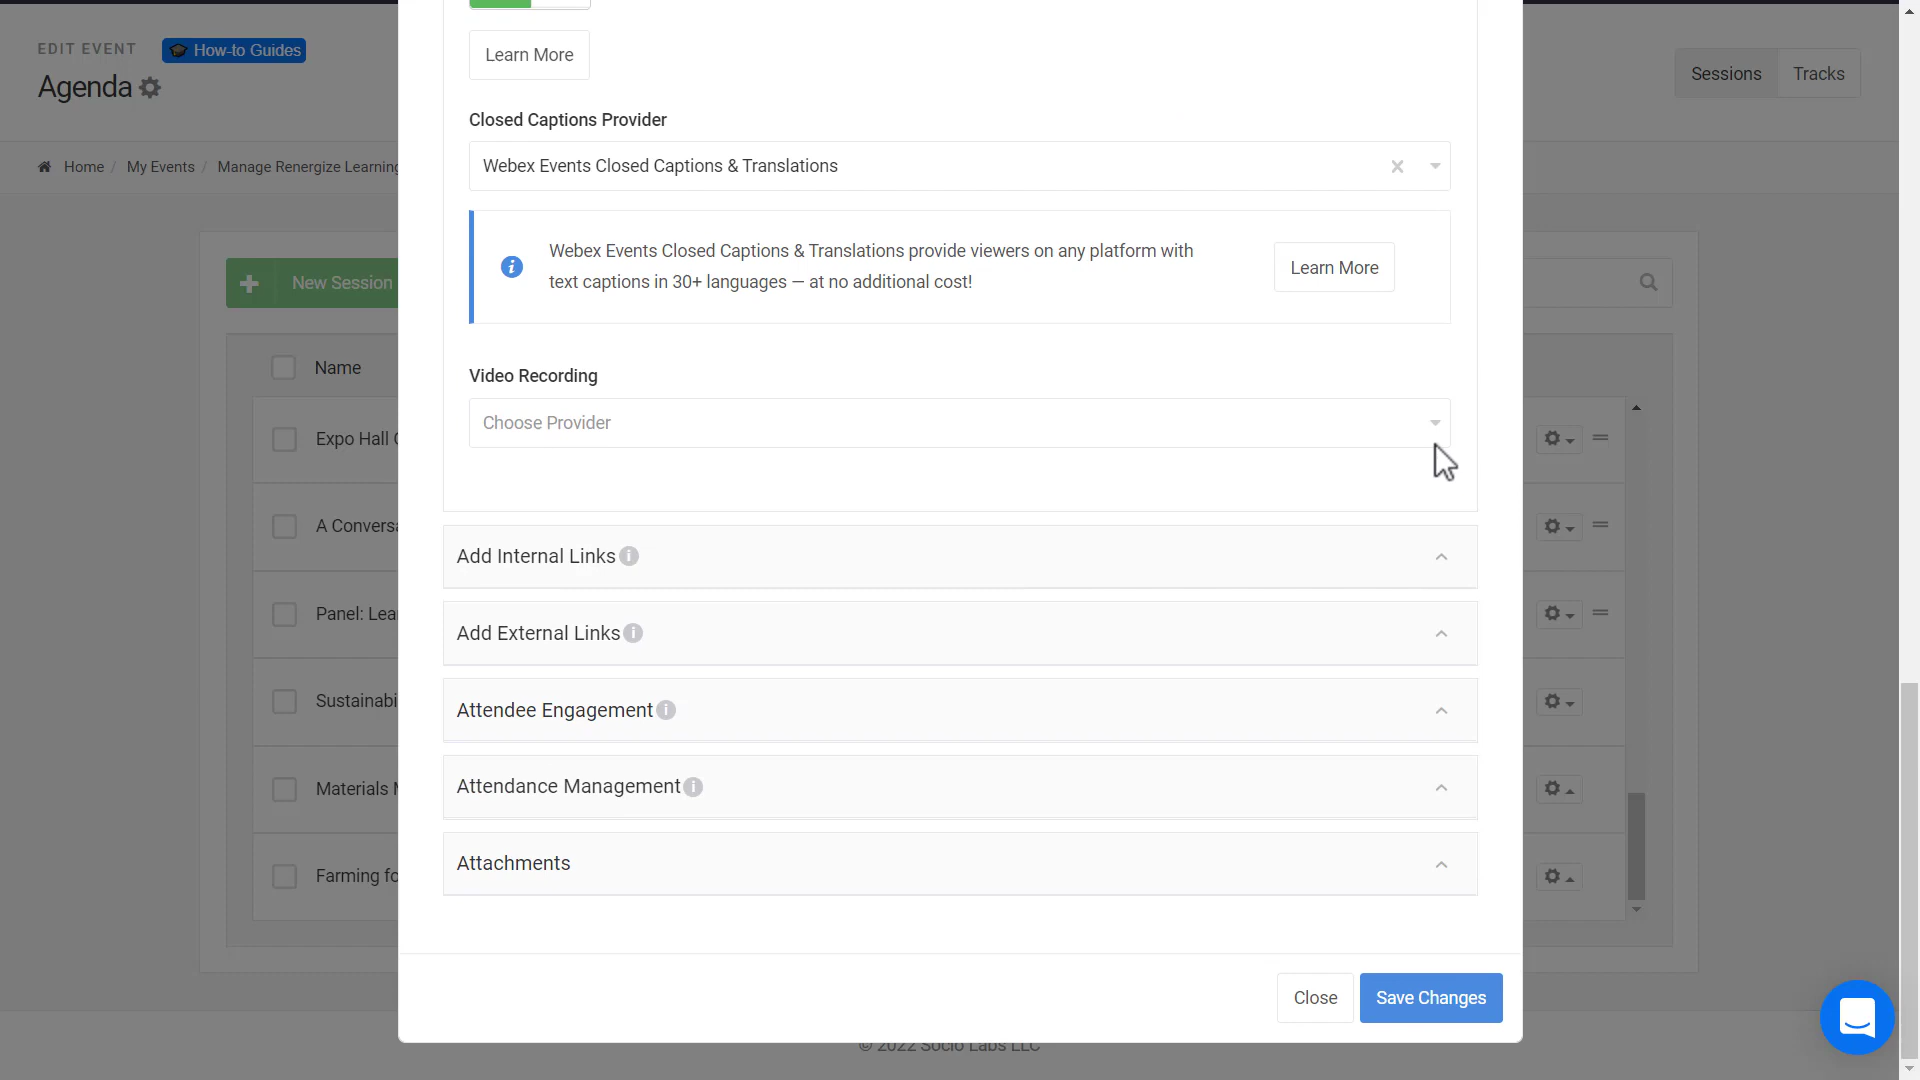 EDIT EVENT
How-to Guides
Agenda
Sessions
Tracks
Home / My Events / Manage Renergize Learning
New Session
Name
Expo Hall
A Conversa
Panel: Lea
Sustainabi
Materials
Farming fo
Learn More
Closed Captions Provider
Webex Events Closed Captions & Translations
Webex Events Closed Captions & Translations provide viewers on any platform with
text captions in 30+ languages — at no additional cost!
Learn More
Video Recording
Choose Provider
Add Internal Links
Add External Links
Attendee Engagement
Attendance Management
Attachments
Close
Save Changes
© 2022 Socio Labs LLC